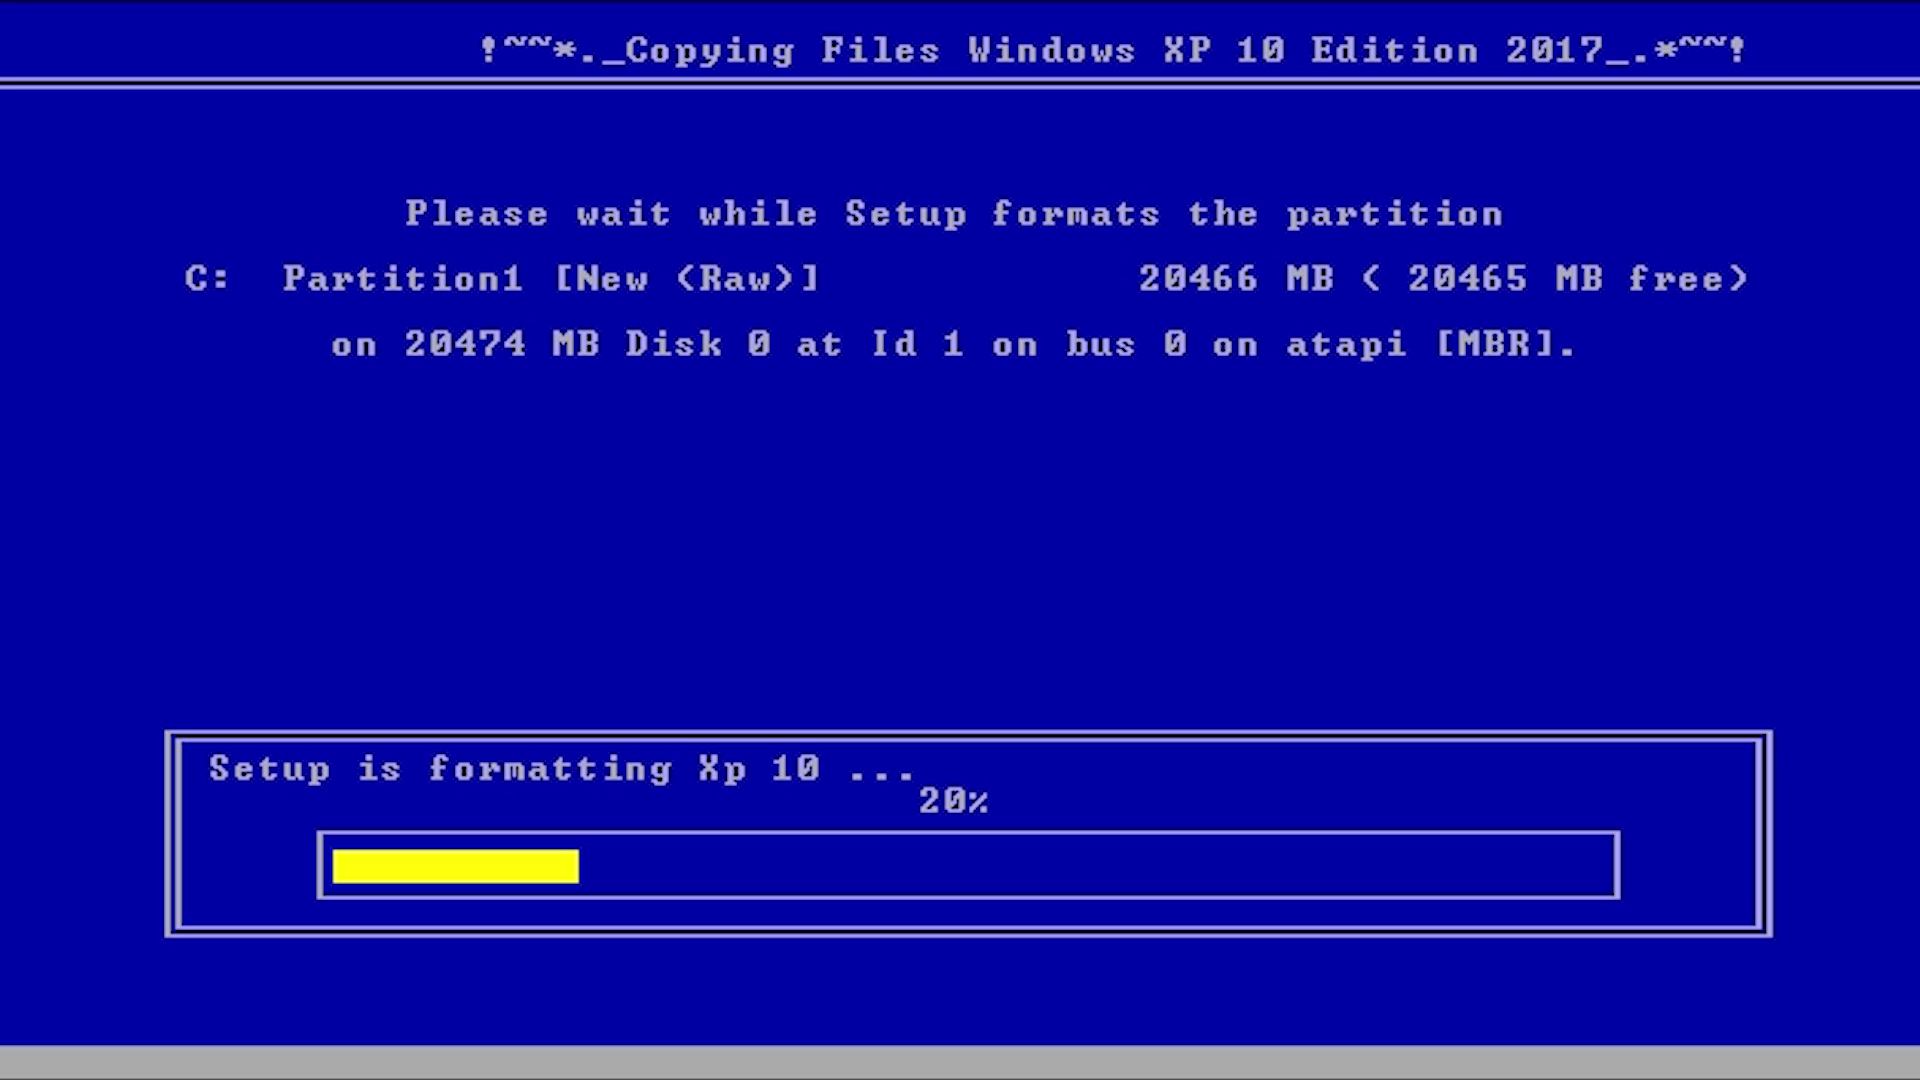 !~~*._Copying Files Windows XP 10 Edition 2017_.*~~!
Please wait while Setup formats the partition
C: Partition1 [New (Raw)] 20466 MB ( 20465 MB free)
on 20474 MB Disk 0 at Id 1 on bus 0 on atapi [MBR].
Setup is formatting Xp 10 ...
20%